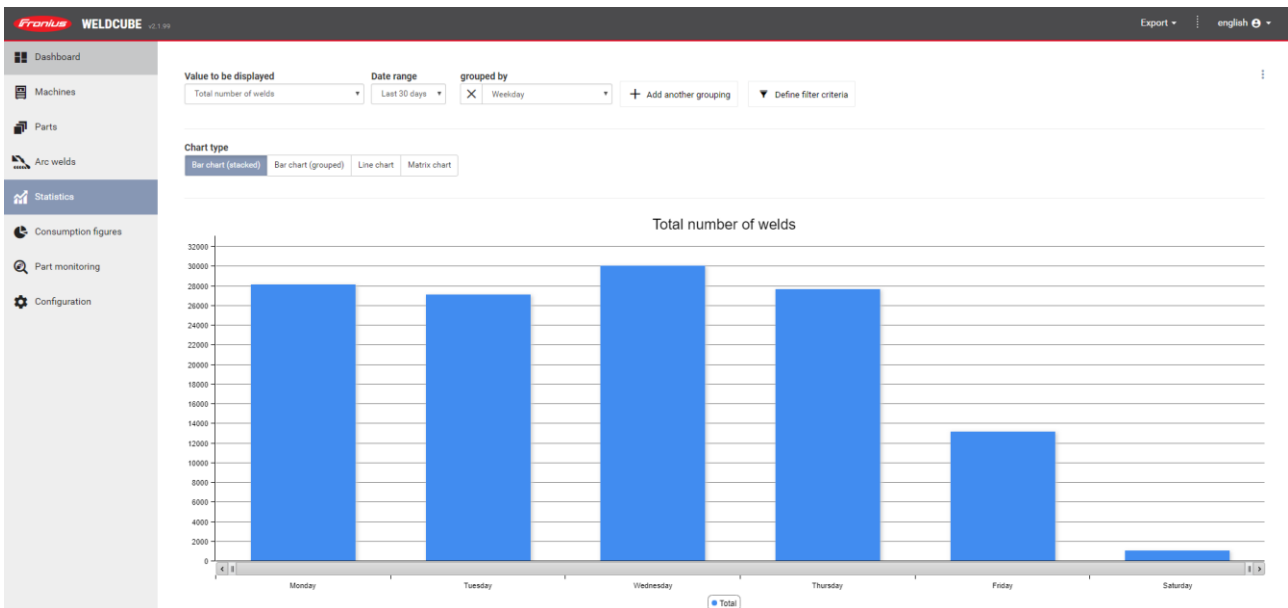 Fronius WELDCUBE v2.1.99 Export english
Dashboard
Machines
Parts
Arc welds
Statistics
Consumption figures
Part monitoring
Configuration
Value to be displayed Date range grouped by
Total number of welds Last 30 days Weekday Add another grouping Define filter criteria
Chart type
Bar chart (stacked) Bar chart (grouped) Line chart Matrix chart
Total number of welds
32000
30000
28000
26000
24000
22000
20000
18000
16000
14000
12000
10000
8000
6000
4000
2000
0
Monday Tuesday Wednesday Thursday Friday Saturday
Total